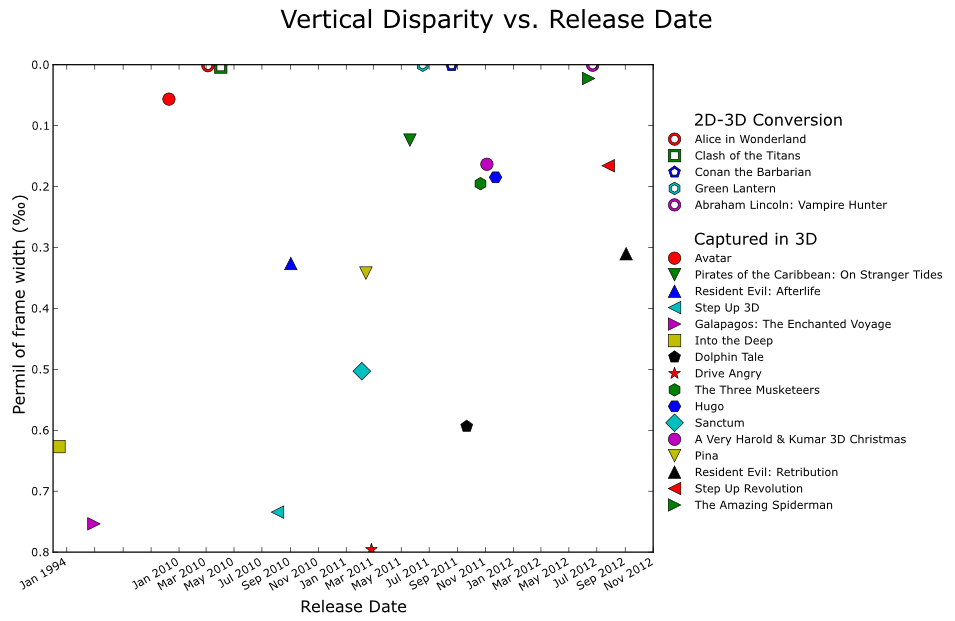 Vertical Disparity vs. Release Date
0.0
0.1
0.2
0.3
0.4
0.5
0.6
0.7
0.8
Permil of frame width (‰)
Jan 1994
Jan 2010
Mar 2010
May 2010
Jul 2010
Sep 2010
Nov 2010
Jan 2011
Mar 2011
May 2011
Jul 2011
Sep 2011
Nov 2011
Jan 2012
Mar 2012
May 2012
Jul 2012
Sep 2012
Nov 2012
Release Date
2D-3D Conversion
Alice in Wonderland
Clash of the Titans
Conan the Barbarian
Green Lantern
Abraham Lincoln: Vampire Hunter
Captured in 3D
Avatar
Pirates of the Caribbean: On Stranger Tides
Resident Evil: Afterlife
Step Up 3D
Galapagos: The Enchanted Voyage
Into the Deep
Dolphin Tale
Drive Angry
The Three Musketeers
Hugo
Sanctum
A Very Harold & Kumar 3D Christmas
Pina
Resident Evil: Retribution
Step Up Revolution
The Amazing Spiderman